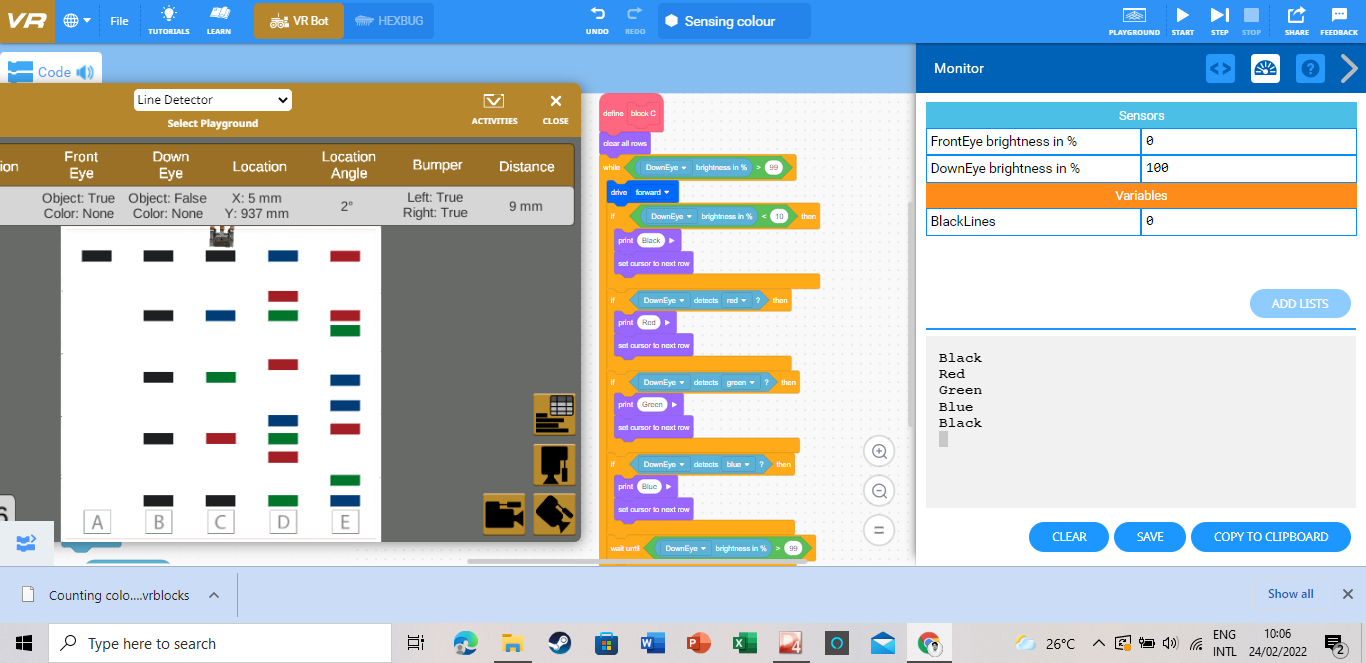 VR
File
TUTORIALS
LEARN
VR Bot
HEXBUG
UNDO
REDO
Sensing colour
PLAYGROUND
START
STEP
STOP
SHARE
FEEDBACK
Code
Monitor
Line Detector
Select Playground
ACTIVITIES
CLOSE
ion
Front Eye
Down Eye
Location
Location Angle
Bumper
Distance
Object: True
Color: None
Object: False
Color: None
X: 5 mm
Y: 937 mm
2°
Left: True
Right: True
9 mm
A
B
C
D
E
define block C
clear all rows
while DownEye brightness in % > 99
drive forward
if DownEye brightness in % < 10 then
print Black
set cursor to next row
if DownEye detects red ? then
print Red
set cursor to next row
if DownEye detects green ? then
print Green
set cursor to next row
if DownEye detects blue ? then
print Blue
set cursor to next row
wait until DownEye brightness in % > 99
Sensors
FrontEye brightness in % 0
DownEye brightness in % 100
Variables
BlackLines 0
ADD LISTS
Black
Red
Green
Blue
Black
CLEAR
SAVE
COPY TO CLIPBOARD
Counting colo....vrblocks
Show all
Type here to search
26°C
ENG
INTL
10:06
24/02/2022
2